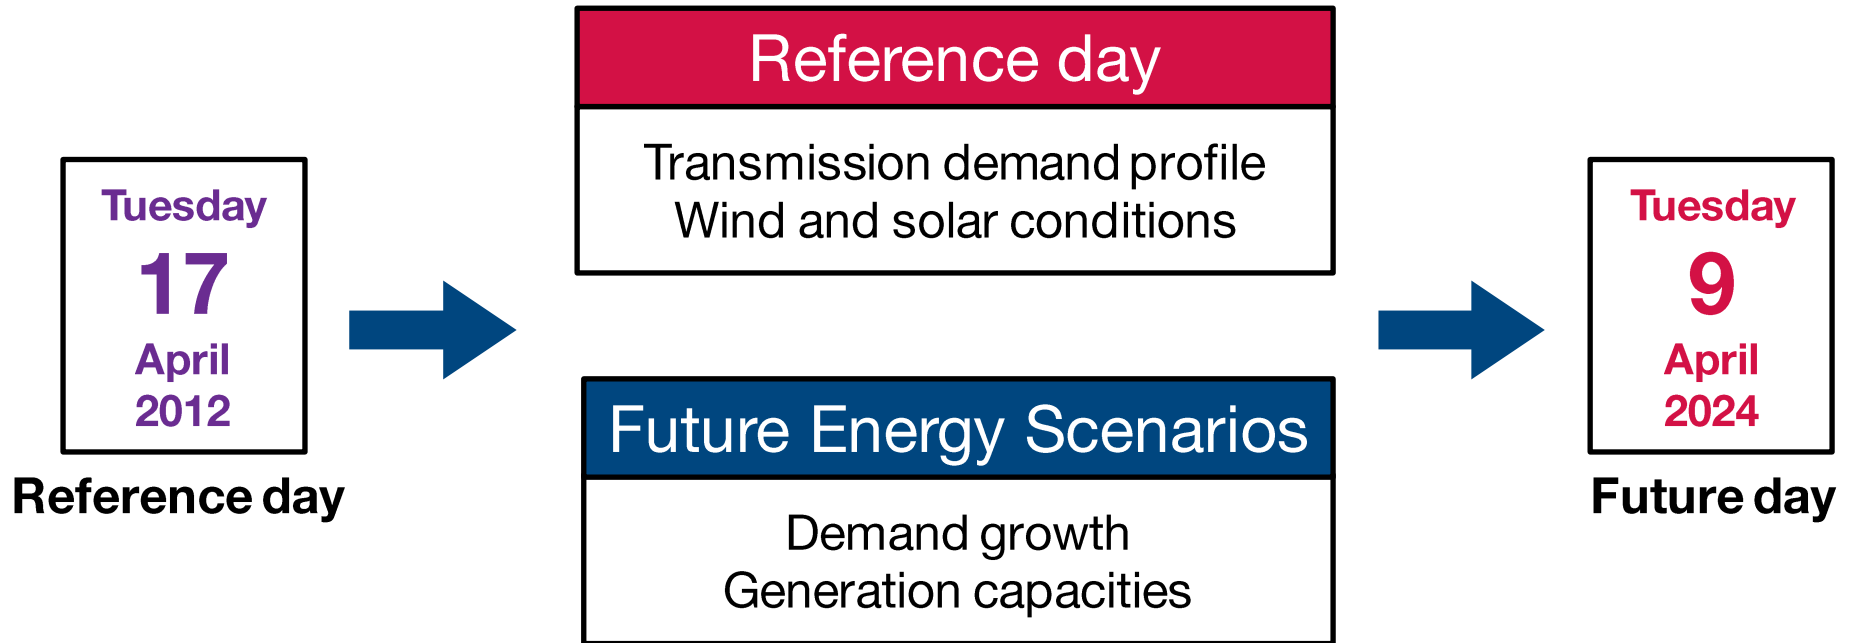 Tuesday
17
April
2012
Reference day
Reference day
Transmission demand profile
Wind and solar conditions
Future Energy Scenarios
Demand growth
Generation capacities
Tuesday
9
April
2024
Future day